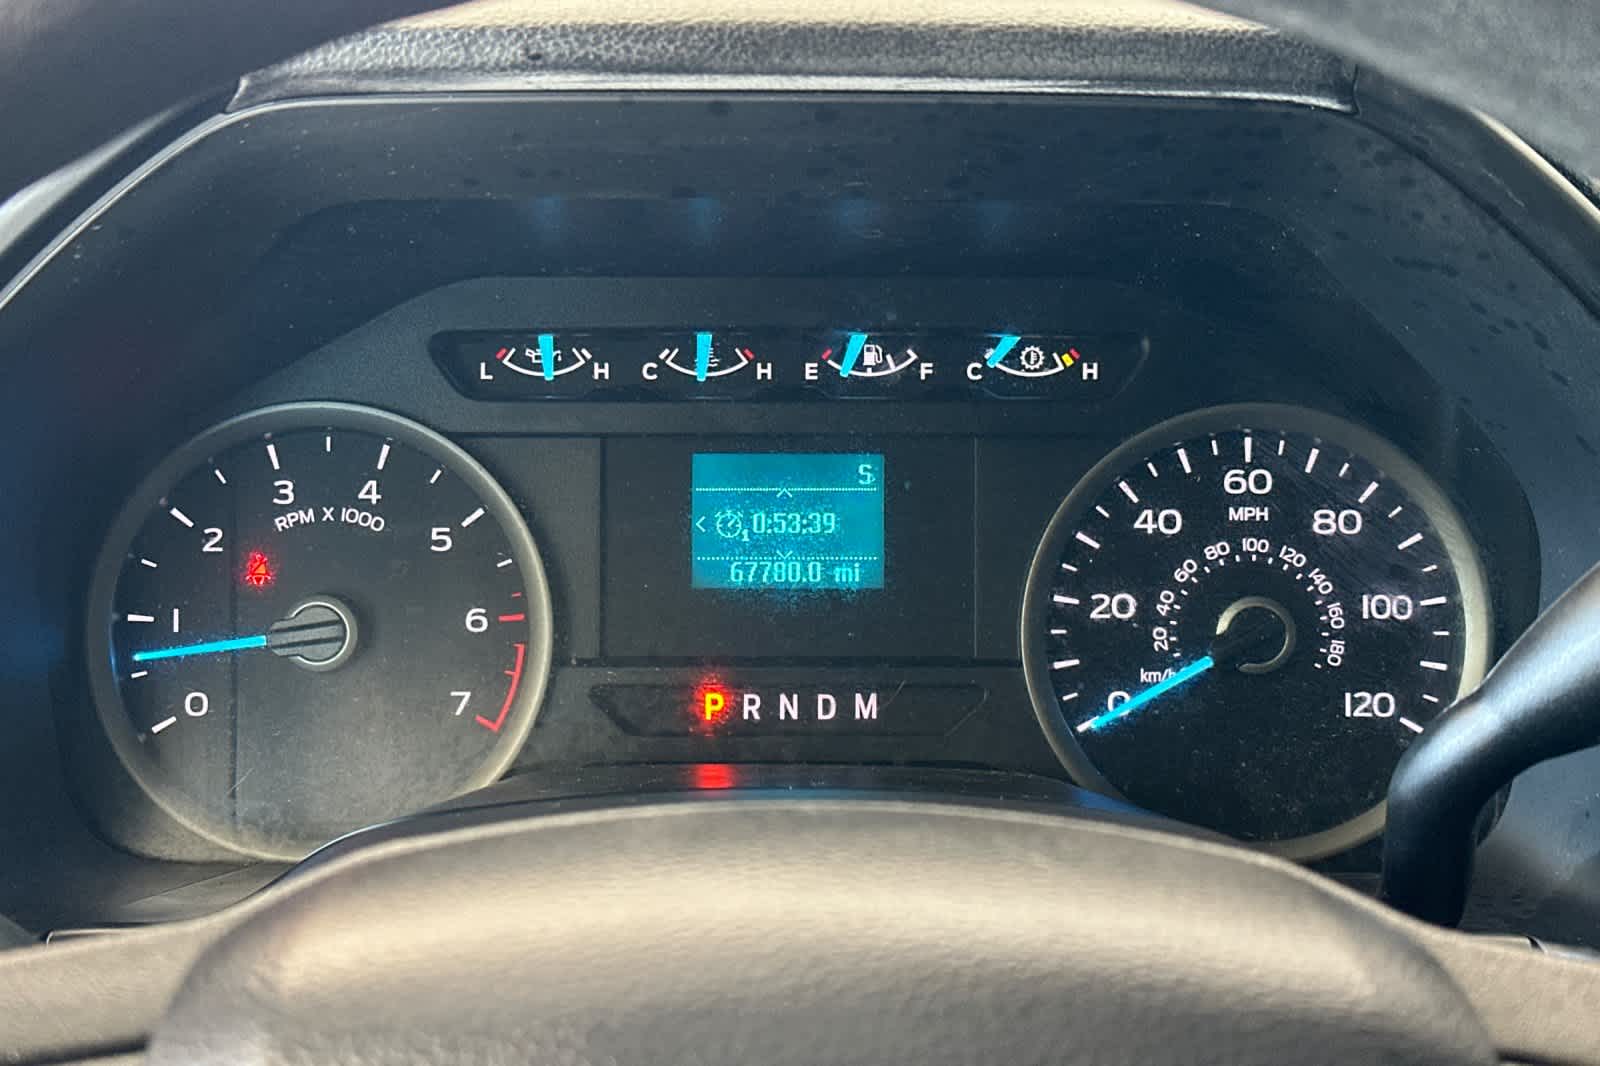 L H C H E F C H
S
0:53:39
1
67780.0 mi
0 1 2 3 4 5 6 7
RPM X 1000
0 20 40 60 80 100 120
MPH
20 40 60 80 100 120 140 160 180
km/h
P R N D M